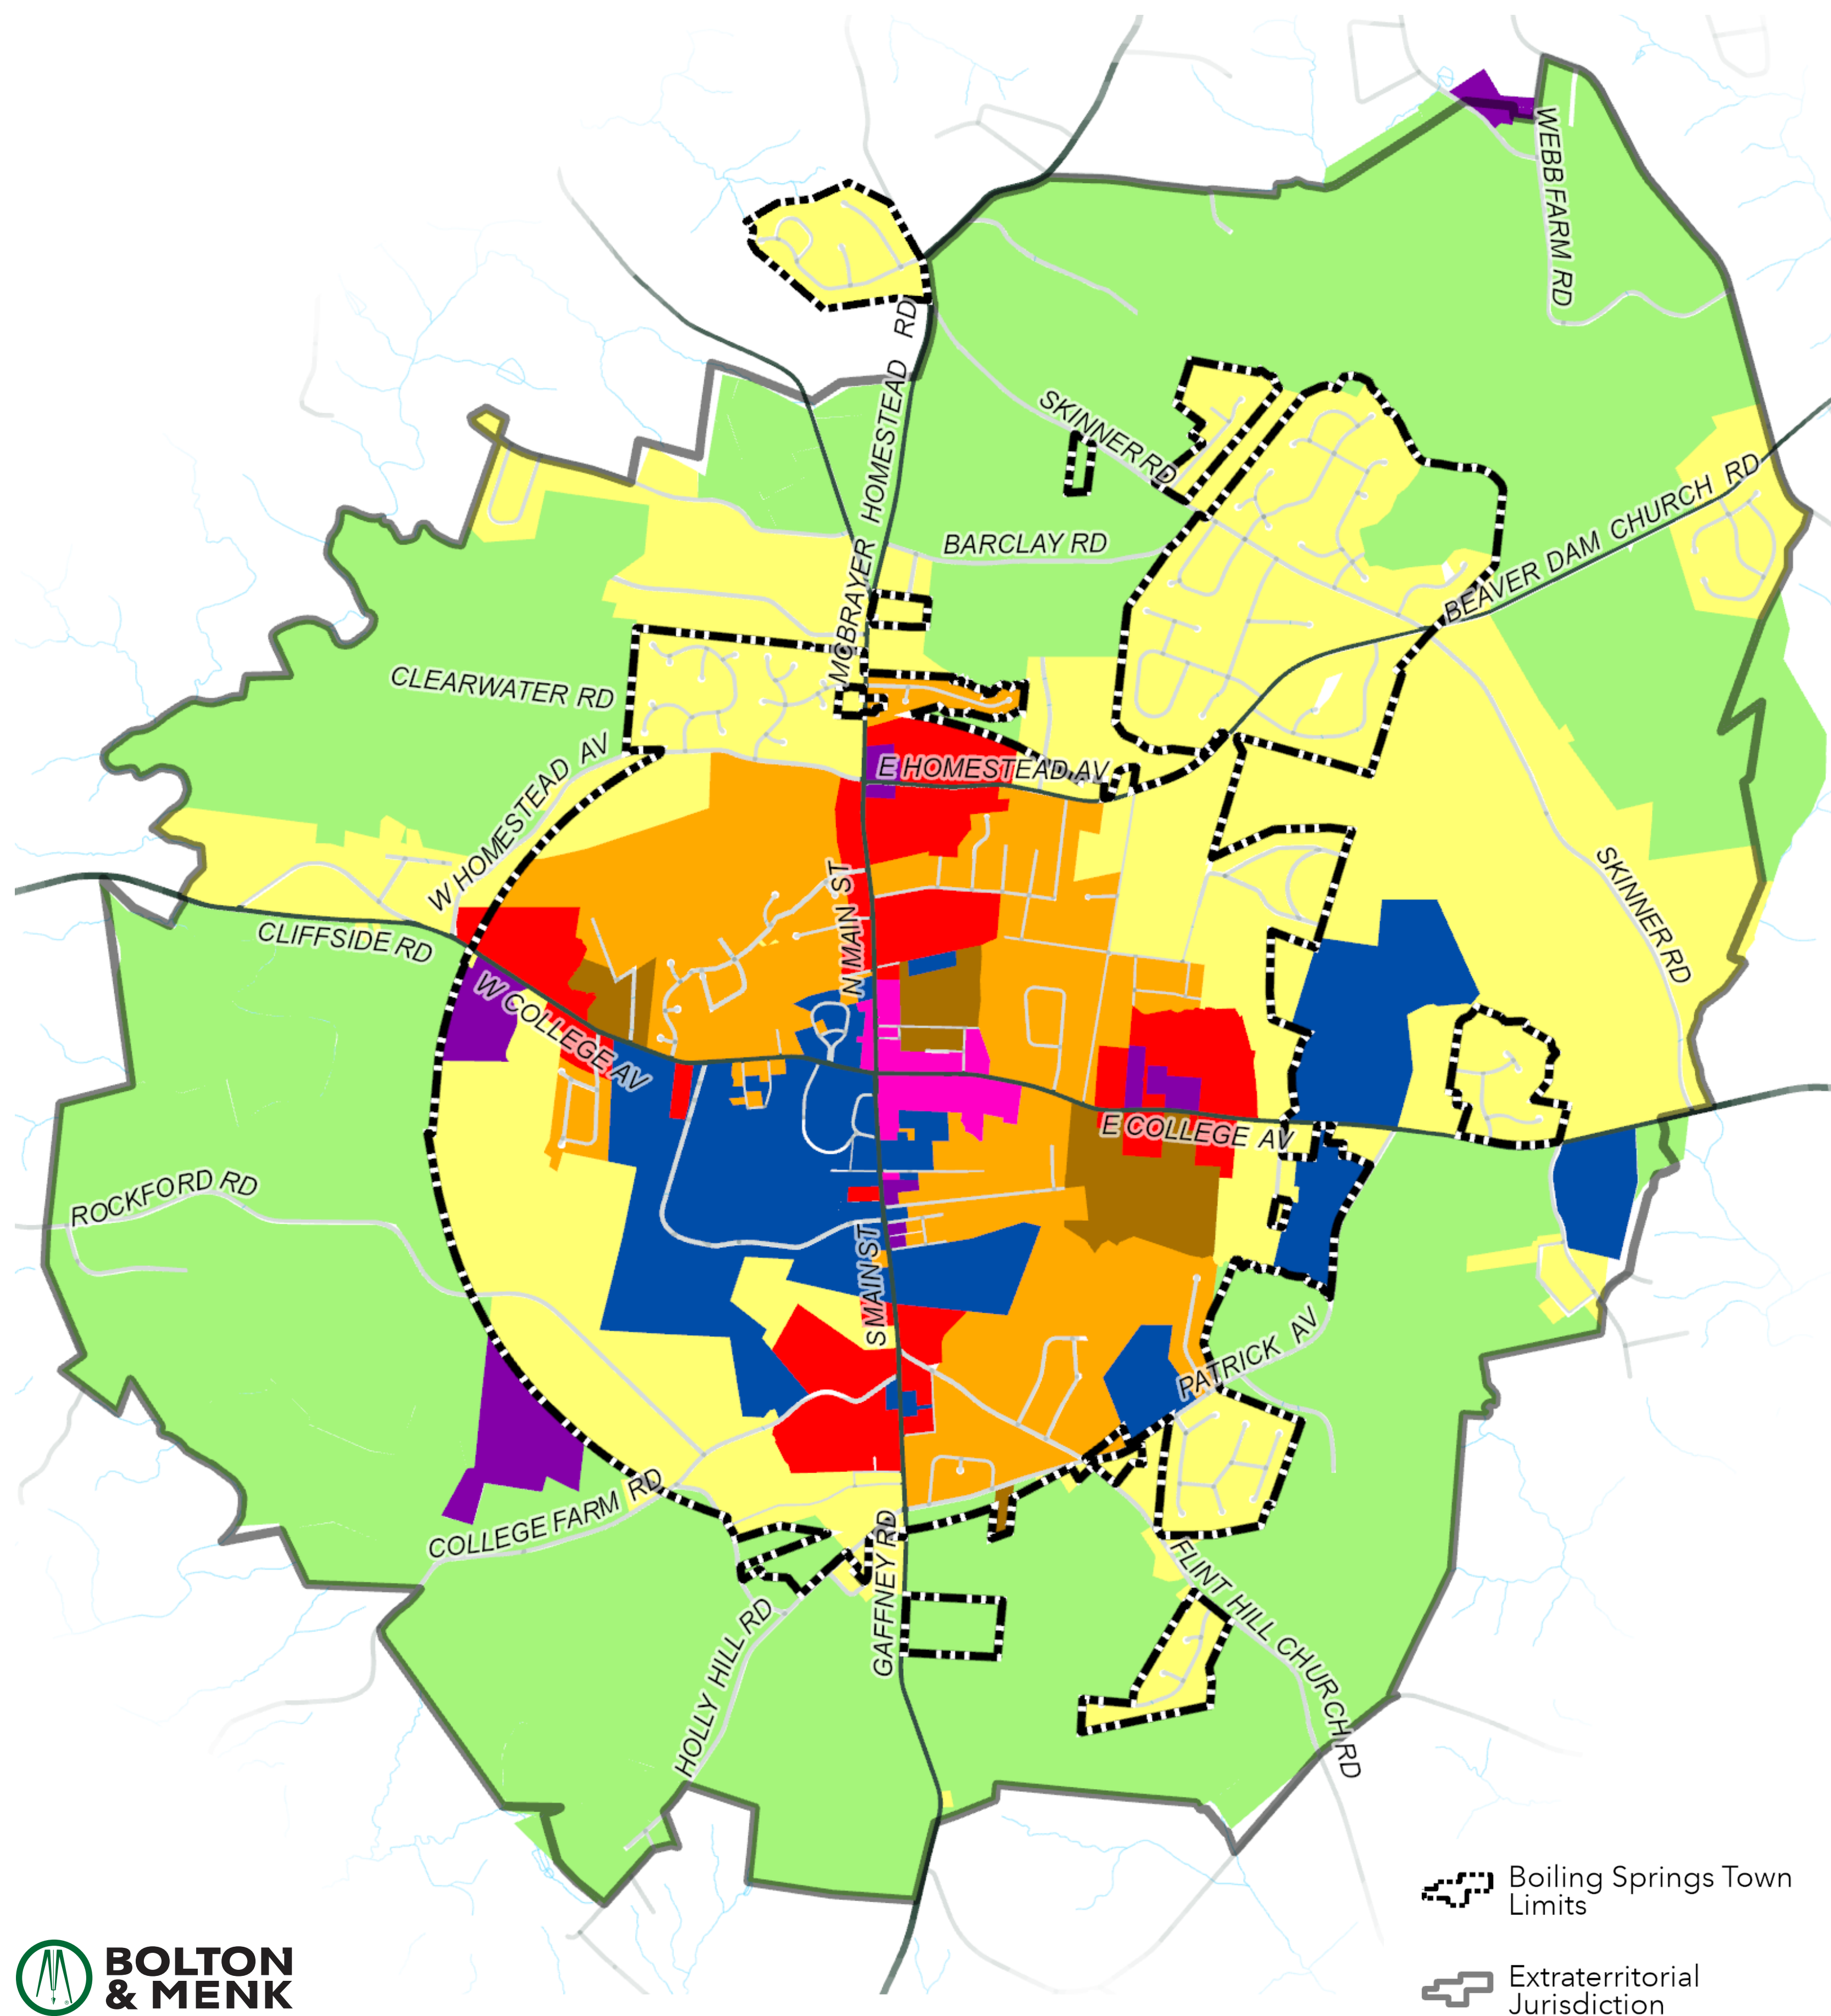 WEBBFARM RD
MCBRAYER HOMESTEAD RD
SKINNER RD
BARCLAY RD
BEAVER DAM CHURCH RD
CLEARWATER RD
W HOMESTEAD AV
E HOMESTEAD AV
SKINNER RD
CLIFFSIDE RD
N MAIN ST
W COLLEGE AV
E COLLEGE AV
ROCKFORD RD
S MAIN ST
PATRICK AV
COLLEGE FARM RD
GAFFNEY RD
FLINT HILL CHURCH RD
HOLLY HILL RD
Boiling Springs Town
Limits
Extraterritorial
Jurisdiction
BOLTON
& MENK